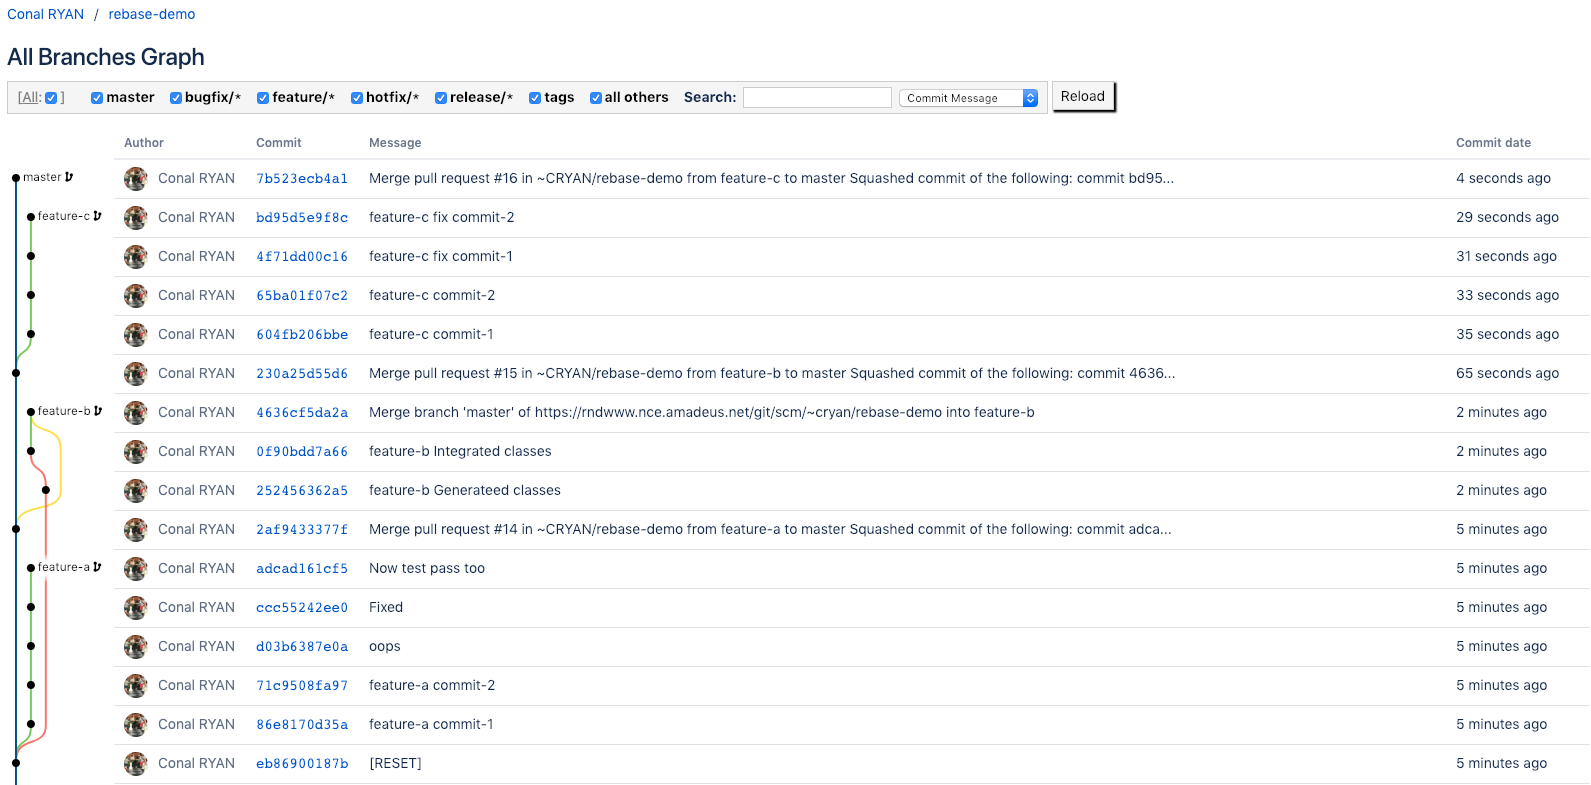 Conal RYAN / rebase-demo
All Branches Graph
[All: ] master bugfix/* feature/* hotfix/* release/* tags all others Search: Commit Message Reload
Author Commit Message Commit date
master Conal RYAN 7b523ecb4a1 Merge pull request #16 in ~CRYAN/rebase-demo from feature-c to master Squashed commit of the following: commit bd95... 4 seconds ago
feature-c Conal RYAN bd95d5e9f8c feature-c fix commit-2 29 seconds ago
Conal RYAN 4f71dd00c16 feature-c fix commit-1 31 seconds ago
Conal RYAN 65ba01f07c2 feature-c commit-2 33 seconds ago
Conal RYAN 604fb206bbe feature-c commit-1 35 seconds ago
Conal RYAN 230a25d55d6 Merge pull request #15 in ~CRYAN/rebase-demo from feature-b to master Squashed commit of the following: commit 4636... 65 seconds ago
feature-b Conal RYAN 4636cf5da2a Merge branch 'master' of https://rndwww.nce.amadeus.net/git/scm/~cryan/rebase-demo into feature-b 2 minutes ago
Conal RYAN 0f90bdd7a66 feature-b Integrated classes 2 minutes ago
Conal RYAN 252456362a5 feature-b Generateed classes 2 minutes ago
Conal RYAN 2af9433377f Merge pull request #14 in ~CRYAN/rebase-demo from feature-a to master Squashed commit of the following: commit adca... 5 minutes ago
feature-a Conal RYAN adcad161cf5 Now test pass too 5 minutes ago
Conal RYAN ccc55242ee0 Fixed 5 minutes ago
Conal RYAN d03b6387e0a oops 5 minutes ago
Conal RYAN 71c9508fa97 feature-a commit-2 5 minutes ago
Conal RYAN 86e8170d35a feature-a commit-1 5 minutes ago
Conal RYAN eb86900187b [RESET] 5 minutes ago